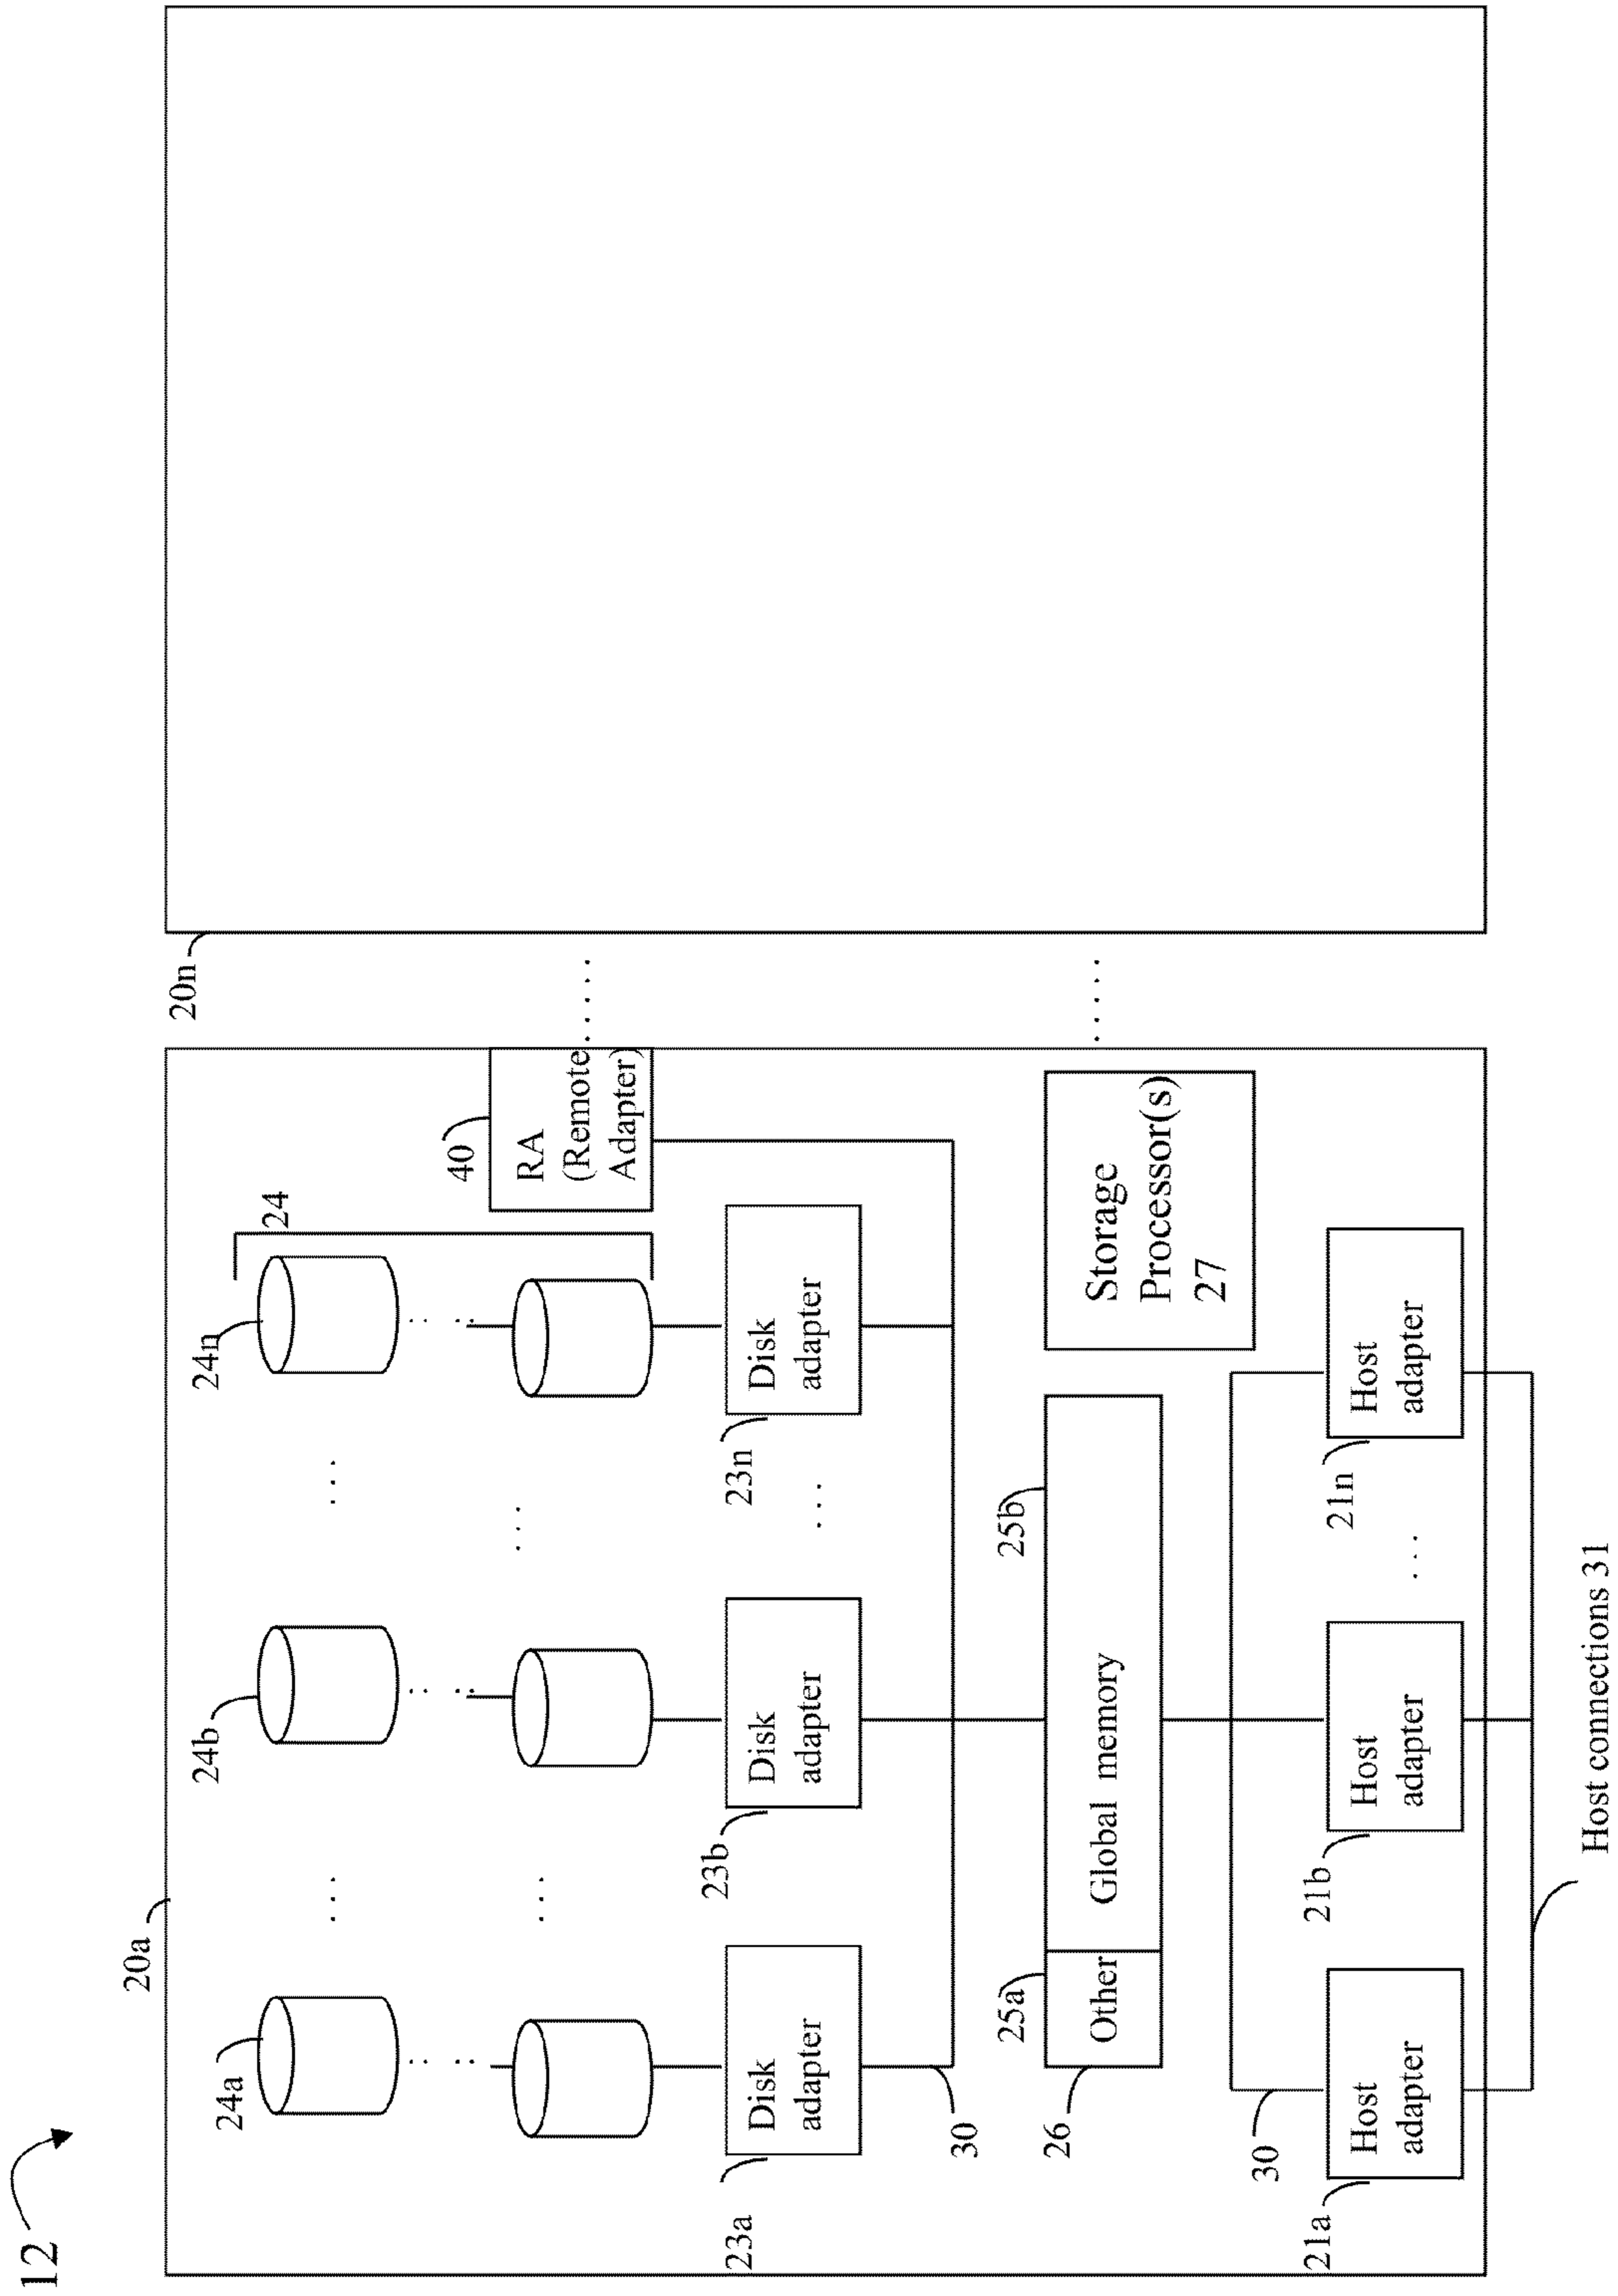 12
20a
20n
24a
24b
24n
24
40
RA
(Remote
Adapter)
. . . . .
23a
Disk
adapter
23b
Disk
adapter
23n
Disk
adapter
30
25a
25b
26
Other
Global memory
Storage
Processor(s)
27
. . . . .
30
21a
Host
adapter
21b
Host
adapter
21n
Host
adapter
Host connections 31